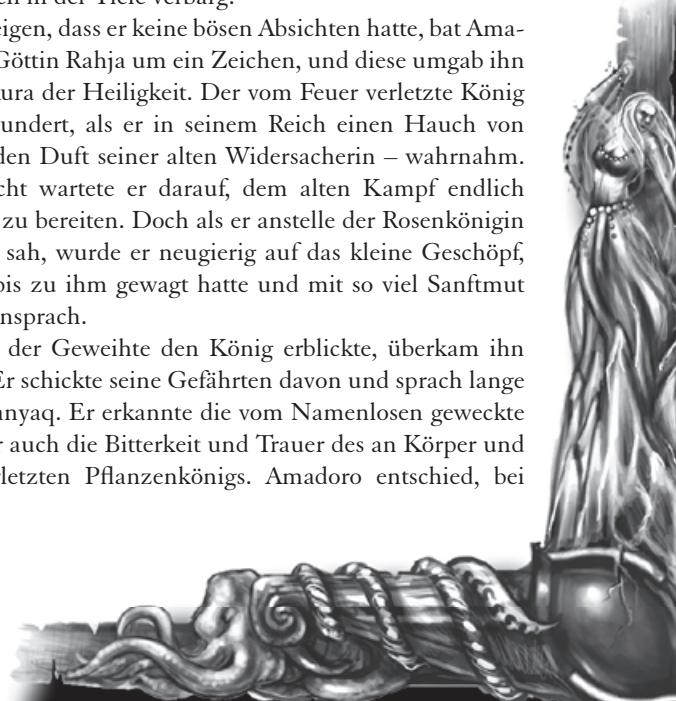 en in der Tiefe verbarg.
eigen, dass er keine bösen Absichten hatte, bat Ama-
Göttin Rahja um ein Zeichen, und diese umgab ihn
ura der Heiligkeit. Der vom Feuer verletzte König
undert, als er in seinem Reich einen Hauch von
den Duft seiner alten Widersacherin – wahrnahm.
cht wartete er darauf, dem alten Kampf endlich
zu bereiten. Doch als er anstelle der Rosenkönigin
sah, wurde er neugierig auf das kleine Geschöpf,
bis zu ihm gewagt hatte und mit so viel Sanftmut
nsprach.
der Geweihte den König erblickte, überkam ihn
Er schickte seine Gefährten davon und sprach lange
anyaq. Er erkannte die vom Namenlosen geweckte
r auch die Bitterkeit und Trauer des an Körper und
rletzten Pflanzenkönigs. Amadoro entschied, bei